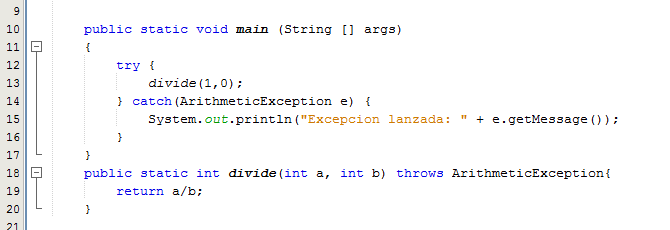 9
10 public static void main (String [] args)
11 {
12 try {
13 divide(1,0);
14 } catch(ArithmeticException e) {
15 System.out.println("Excepcion lanzada: " + e.getMessage());
16 }
17 }
18 public static int divide(int a, int b) throws ArithmeticException{
19 return a/b;
20 }
21